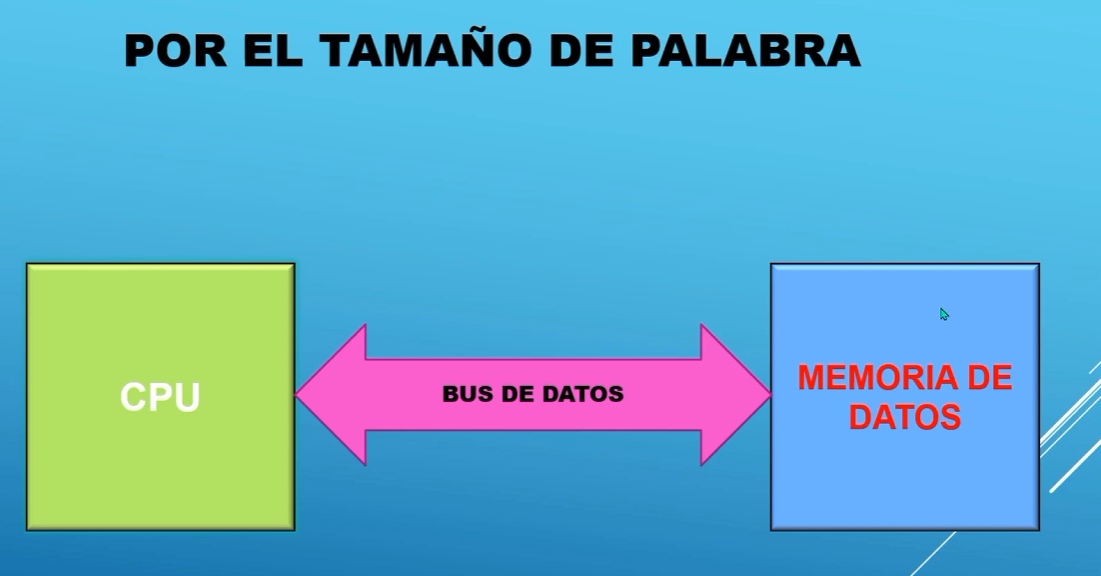 POR EL TAMAÑO DE PALABRA
CPU
BUS DE DATOS
MEMORIA DE
DATOS